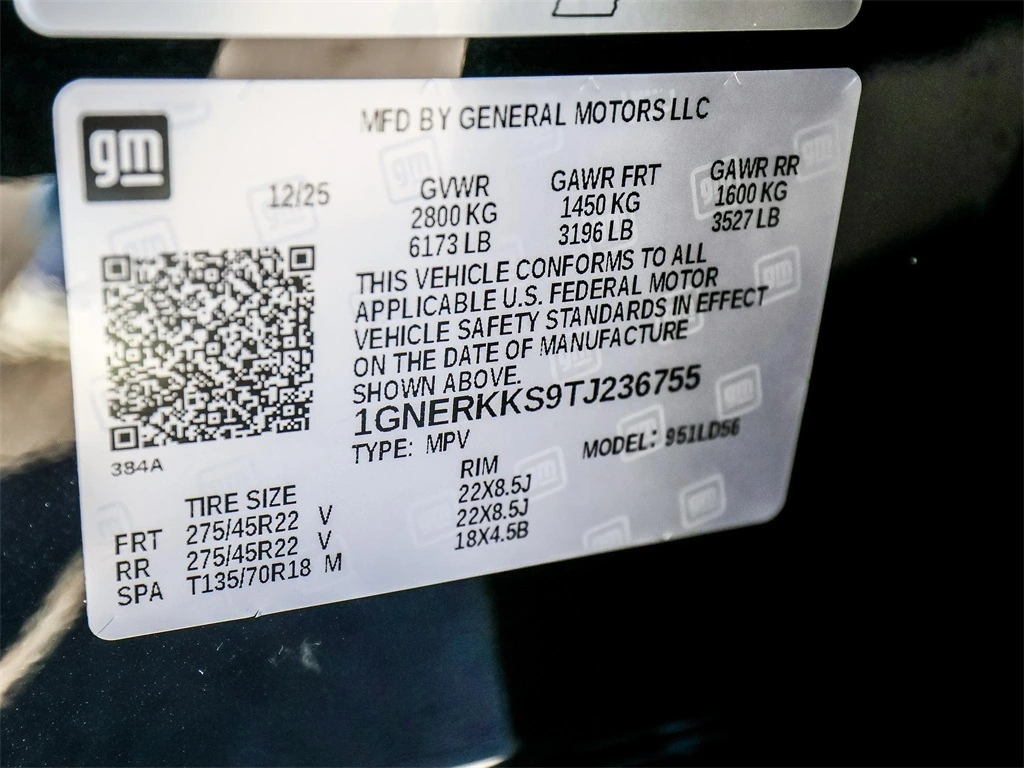 gm
MFD BY GENERAL MOTORS LLC
12/25
GVWR GAWR FRT GAWR RR
2800 KG 1450 KG 1600 KG
6173 LB 3196 LB 3527 LB
THIS VEHICLE CONFORMS TO ALL
APPLICABLE U.S. FEDERAL MOTOR
VEHICLE SAFETY STANDARDS IN EFFECT
ON THE DATE OF MANUFACTURE
SHOWN ABOVE.
1GNERKKS9TJ236755
TYPE: MPV MODEL: 951LD56
384A
TIRE SIZE RIM
FRT 275/45R22 V 22X8.5J
RR 275/45R22 V 22X8.5J
SPA T135/70R18 M 18X4.5B